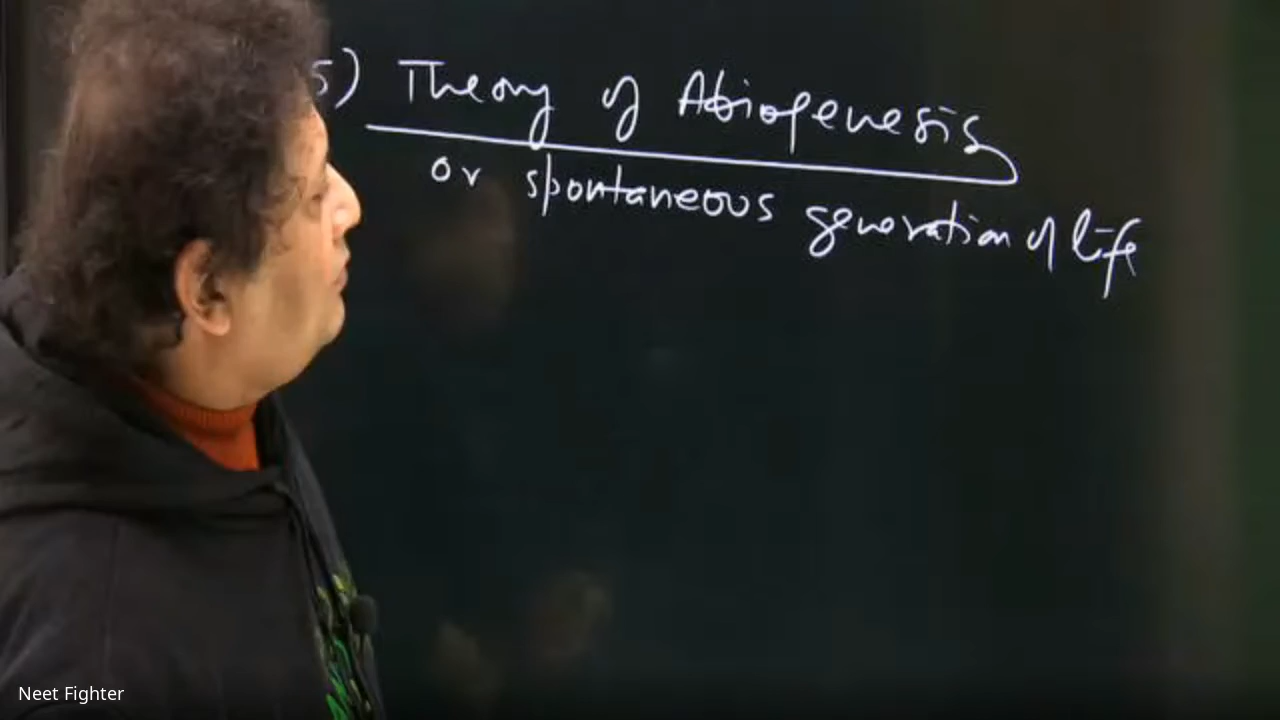 5) Theory of Abiogenesis
or spontaneous generation of life
Neet Fighter